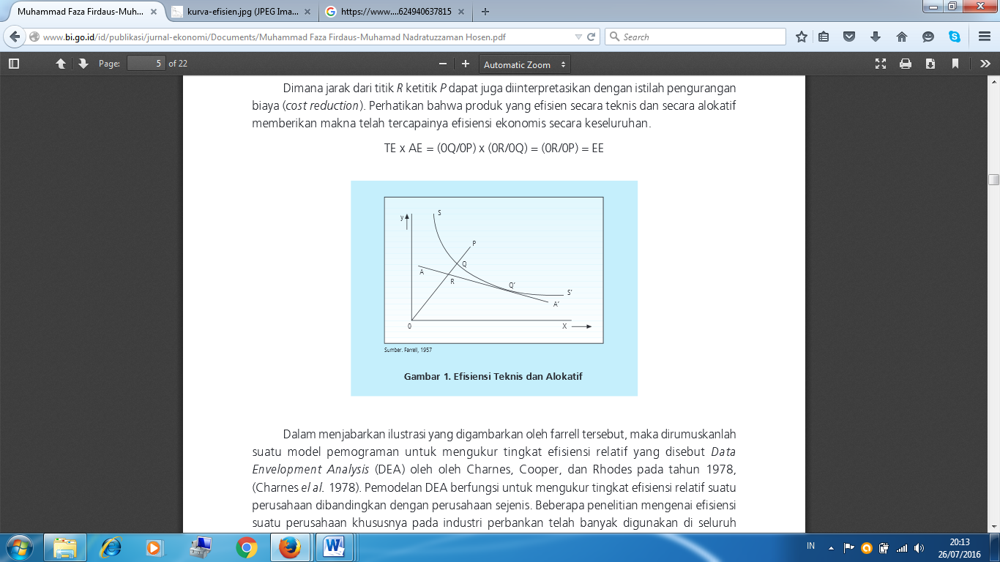 Muhammad Faza Firdaus-Muh...
kurva-efisien.jpg (JPEG Ima...
https://www....624940637815
www.bi.go.id/id/publikasi/jurnal-ekonomi/Documents/Muhammad Faza Firdaus-Muhamad Nadratuzzaman Hosen.pdf
Search
Page: 5 of 22
Automatic Zoom
Dimana jarak dari titik R ketitik P dapat juga diinterpretasikan dengan istilah pengurangan
biaya (cost reduction). Perhatikan bahwa produk yang efisien secara teknis dan secara alokatif
memberikan makna telah tercapainya efisiensi ekonomis secara keseluruhan.
TE x AE = (0Q/0P) x (0R/0Q) = (0R/0P) = EE
y
S
P
Q
A
R
Q'
S'
A'
0
X
Sumber. Farrell, 1957
Gambar 1. Efisiensi Teknis dan Alokatif
Dalam menjabarkan ilustrasi yang digambarkan oleh farrell tersebut, maka dirumuskanlah
suatu model pemograman untuk mengukur tingkat efisiensi relatif yang disebut Data
Envelopment Analysis (DEA) oleh oleh Charnes, Cooper, dan Rhodes pada tahun 1978,
(Charnes el al. 1978). Pemodelan DEA berfungsi untuk mengukur tingkat efisiensi relatif suatu
perusahaan dibandingkan dengan perusahaan sejenis. Beberapa penelitian mengenai efisiensi
suatu perusahaan khususnya pada industri perbankan telah banyak digunakan di seluruh
IN
20:13
26/07/2016